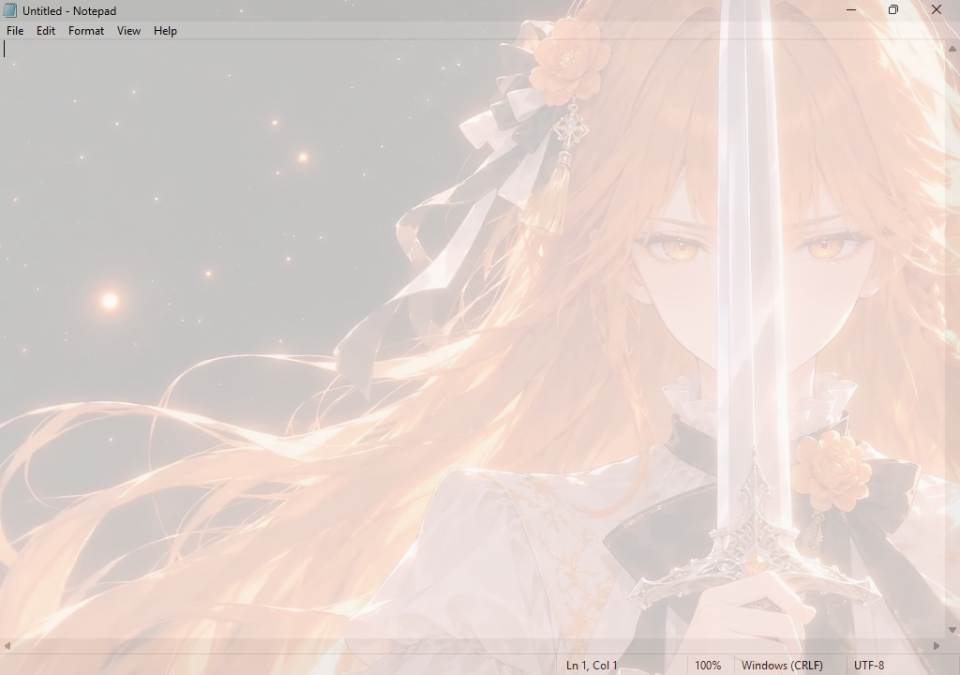 Untitled - Notepad
File Edit Format View Help
Ln 1, Col 1 100% Windows (CRLF) UTF-8